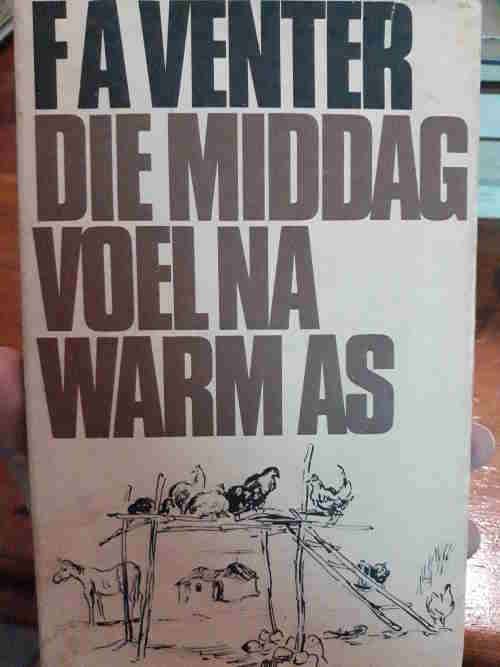 F A VENTER
DIE MIDDAG
VOEL NA
WARM AS